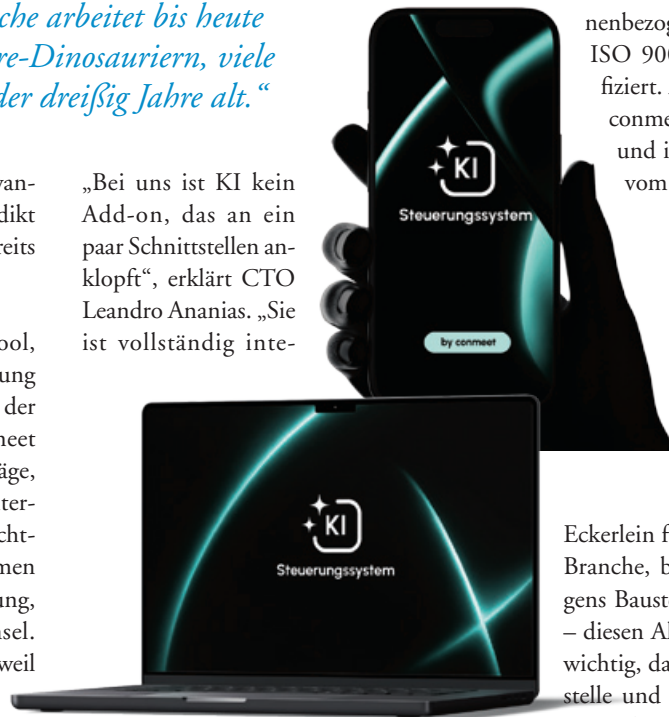 che arbeitet bis heute
re-Dinosauriern, viele
der dreißig Jahre alt.“
van-
dikt
reits
ool,
ung
der
neet
äge,
nter-
cht-
men
ung,
nsel.
weil
„Bei uns ist KI kein
Add-on, das an ein
paar Schnittstellen an-
klopft“, erklärt CTO
Leandro Ananias. „Sie
ist vollständig inte-
KI
Steuerungssystem
by conmeet
KI
Steuerungssystem
nenbezog
ISO 900
fiziert.
conme
und i
vom
Eckerlein f
Branche, b
gens Baust
– diesen Al
wichtig, da
stelle und